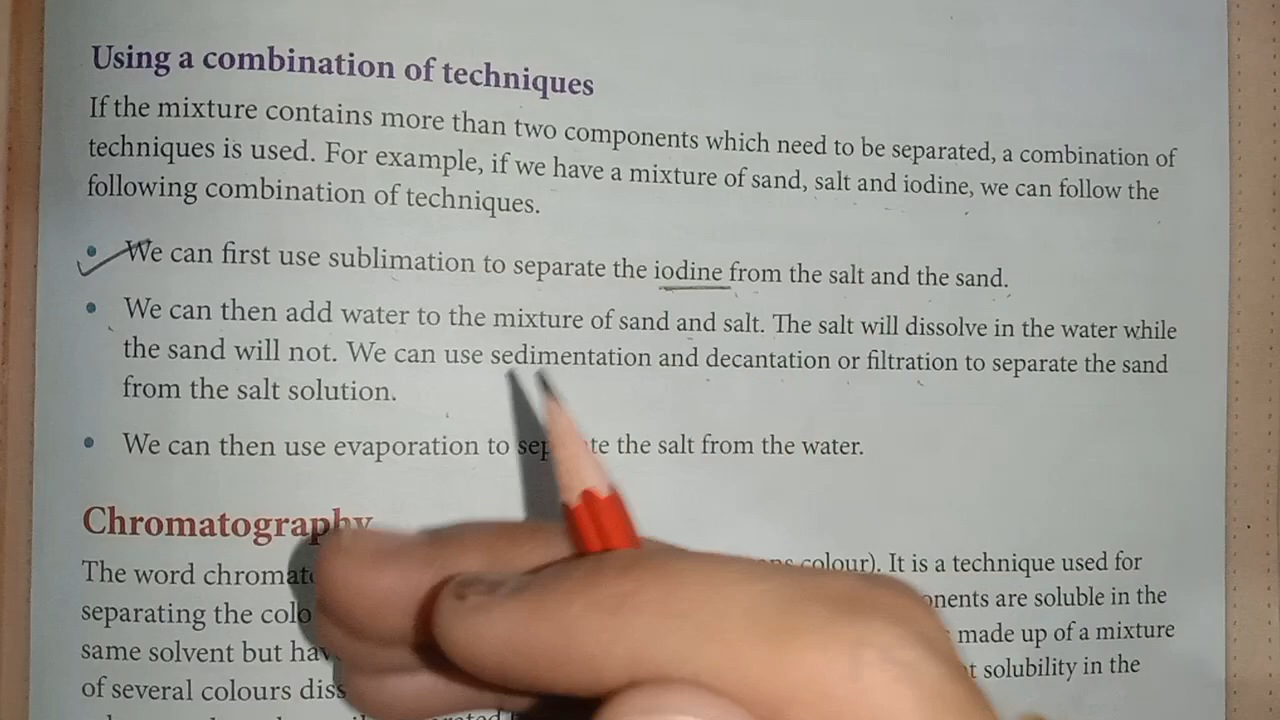 Using a combination of techniques
If the mixture contains more than two components which need to be separated, a combination of
techniques is used. For example, if we have a mixture of sand, salt and iodine, we can follow the
following combination of techniques.
• We can first use sublimation to separate the iodine from the salt and the sand.
• We can then add water to the mixture of sand and salt. The salt will dissolve in the water while
the sand will not. We can use sedimentation and decantation or filtration to separate the sand
from the salt solution.
• We can then use evaporation to the salt from the water.
Chromatography
The word colour). It is a technique used for
separating the are soluble in the
same solvent but made up of a mixture
of several colours solubility in the